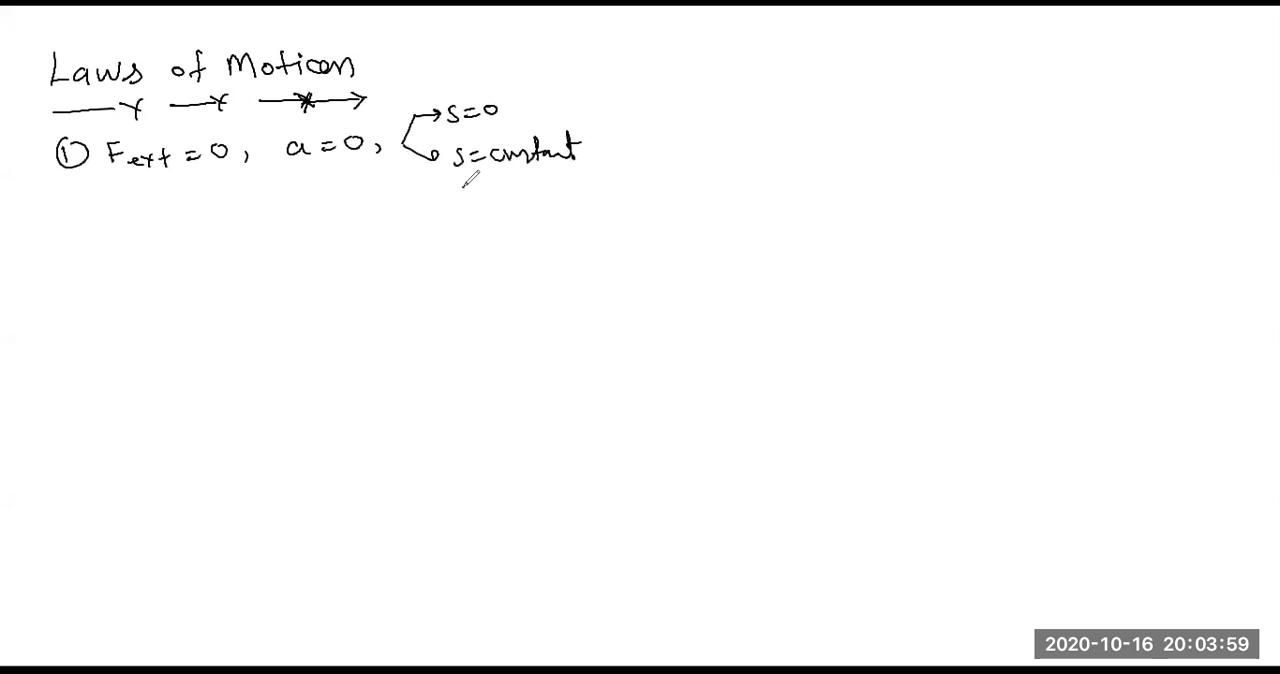 Laws of Motion
① Fext = 0, a = 0, → s=0
s=constant
2020-10-16 20:03:59